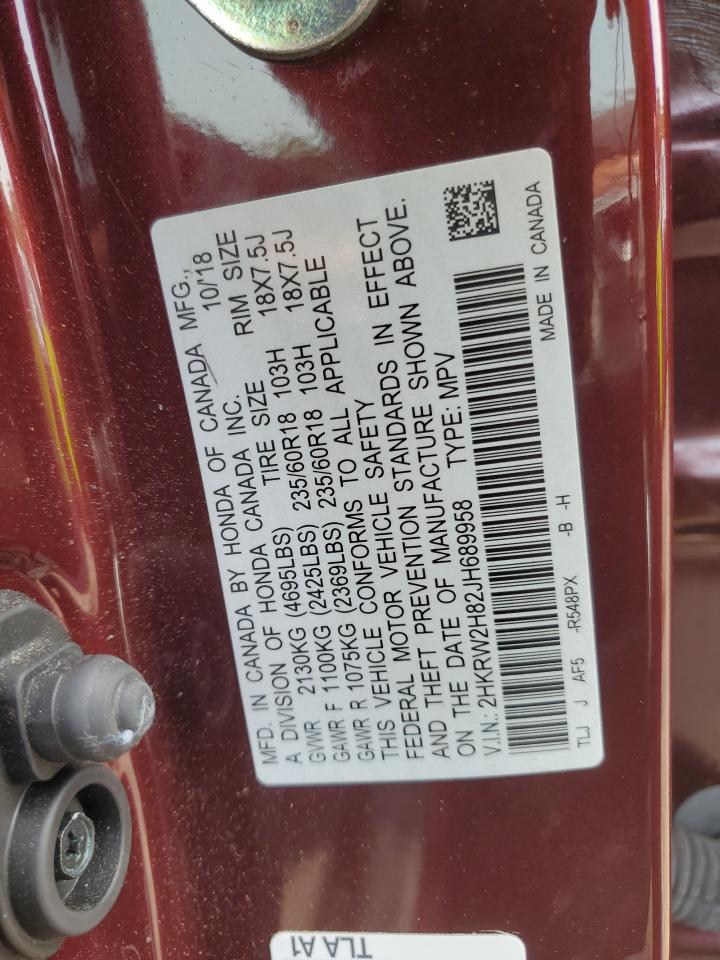 MFD. IN CANADA BY HONDA OF CANADA MFG.,
A DIVISION OF HONDA CANADA INC. 10/'18
GVWR 2130KG (4695LBS) TIRE SIZE RIM SIZE
GAWR F 1100KG (2425LBS) 235/60R18 103H 18X7.5J
GAWR R 1075KG (2369LBS) 235/60R18 103H 18X7.5J
THIS VEHICLE CONFORMS TO ALL APPLICABLE
FEDERAL MOTOR VEHICLE SAFETY
AND THEFT PREVENTION STANDARDS IN EFFECT
ON THE DATE OF MANUFACTURE SHOWN ABOVE.
V.I.N.: 2HKRW2H82JH689958 TYPE: MPV
TLJ J AF5 -R548PX -B -H MADE IN CANADA
TLA A1